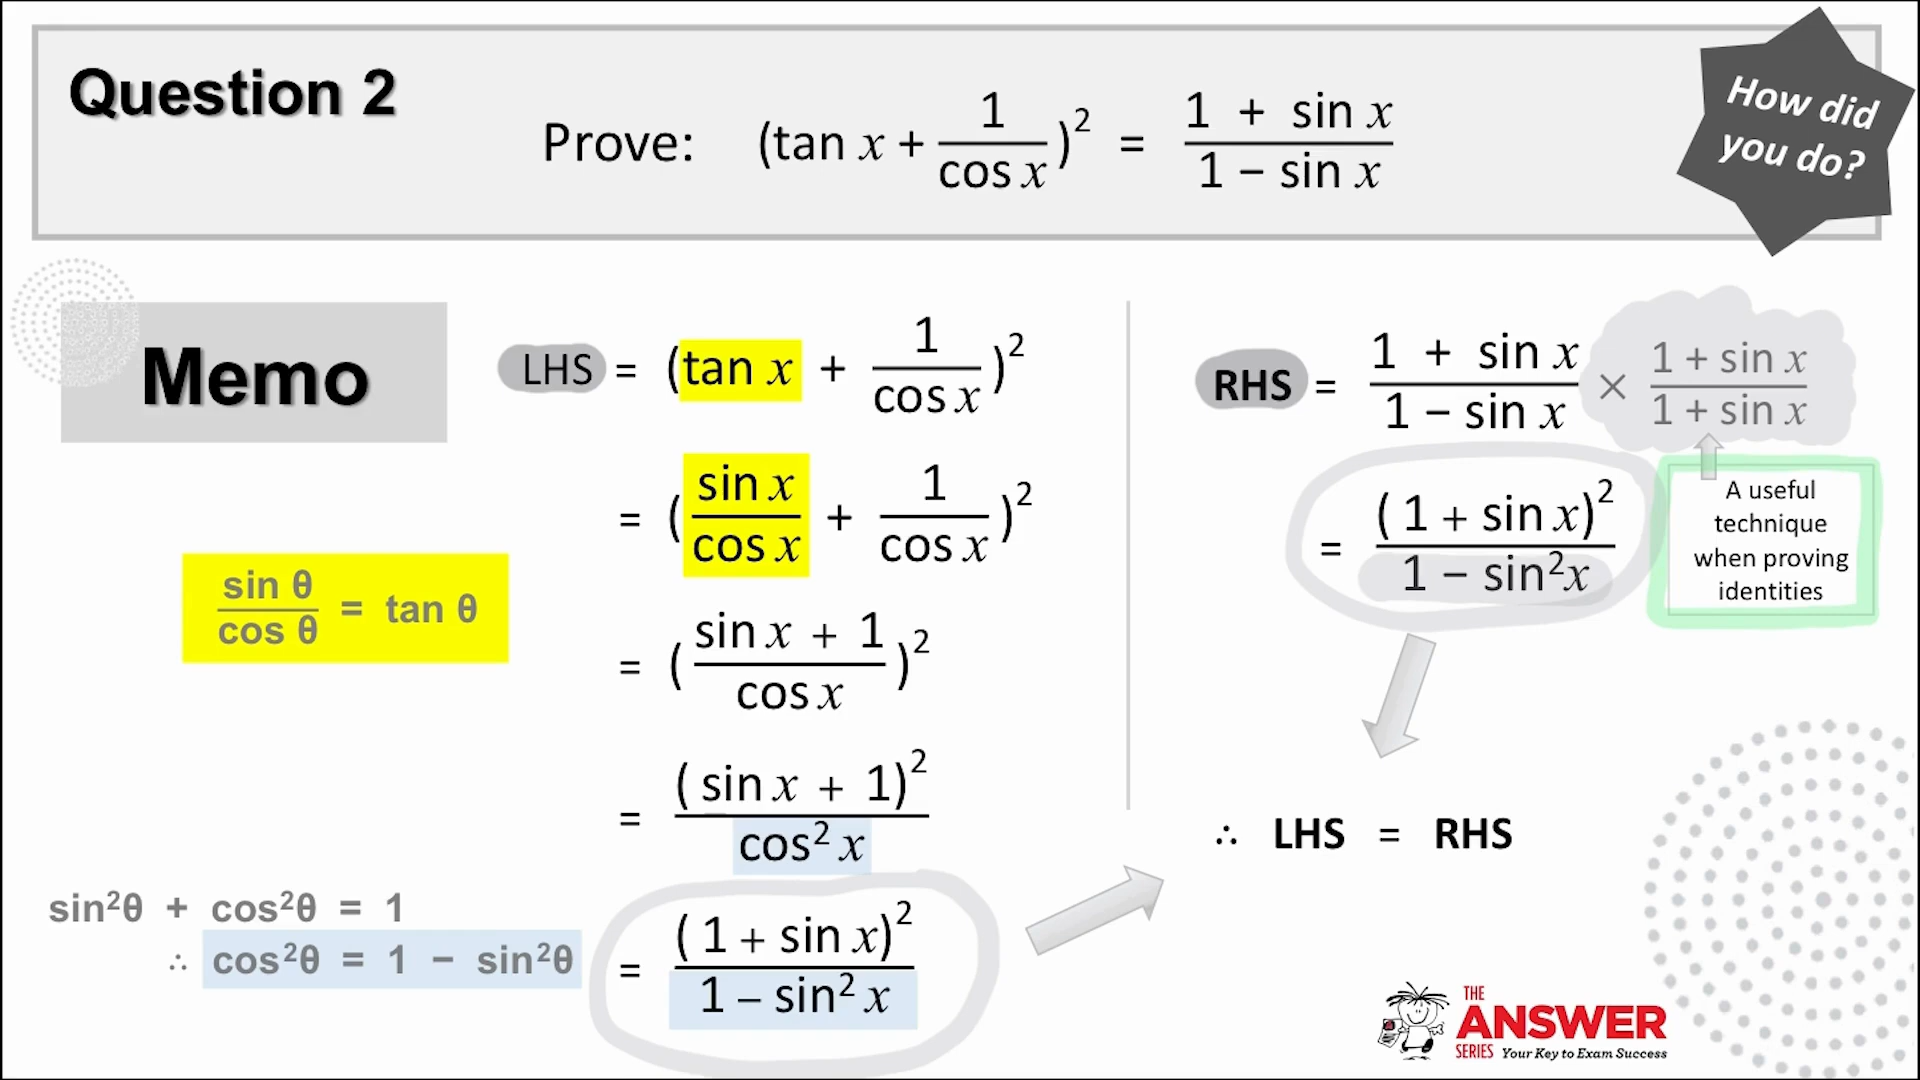 Question 2
Prove: (tan x + 1/cos x)² = (1 + sin x)/(1 − sin x)
How did
you do?
Memo
LHS = (tan x + 1/cos x)²
= (sin x/cos x + 1/cos x)²
sin θ/cos θ = tan θ
= ((sin x + 1)/cos x)²
= (sin x + 1)²/cos² x
sin²θ + cos²θ = 1
∴ cos²θ = 1 − sin²θ
= (1 + sin x)²/(1 – sin² x)
RHS = (1 + sin x)/(1 − sin x) × (1 + sin x)/(1 + sin x)
= (1 + sin x)²/(1 − sin²x)
A useful
technique
when proving
identities
∴ LHS = RHS
THE
ANSWER
SERIES Your Key to Exam Success